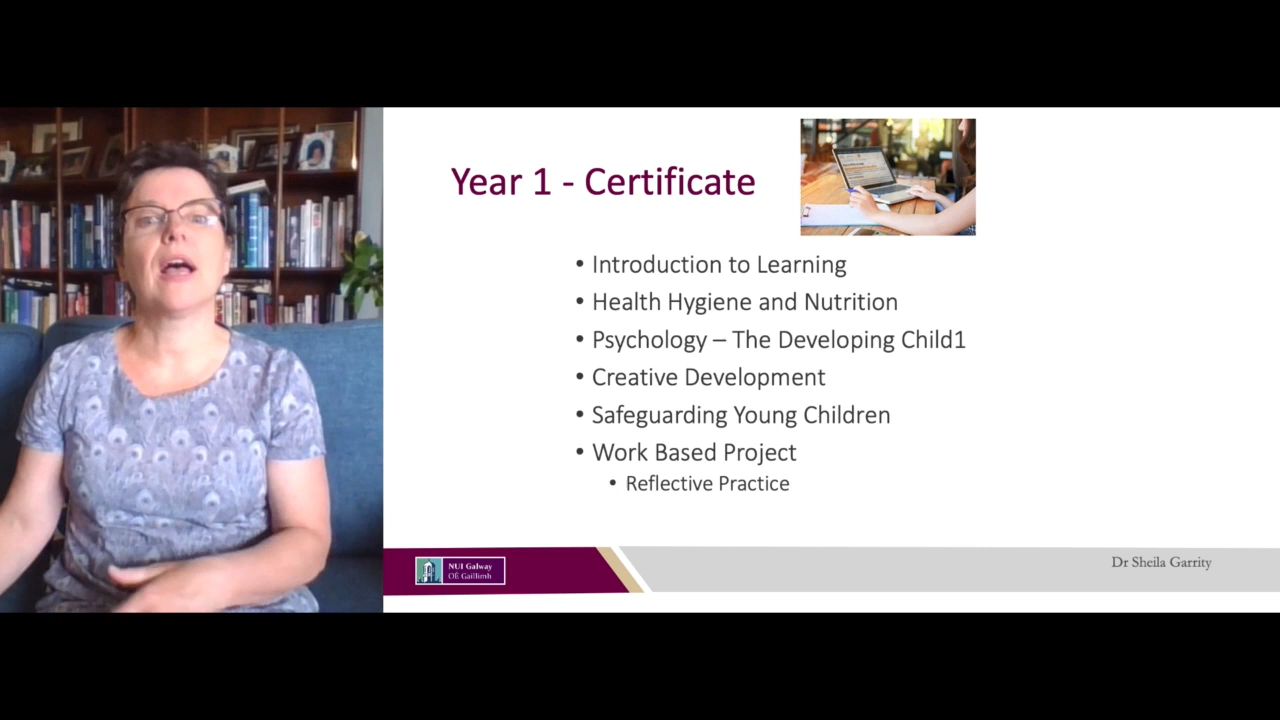 Year 1 - Certificate
• Introduction to Learning
• Health Hygiene and Nutrition
• Psychology – The Developing Child1
• Creative Development
• Safeguarding Young Children
• Work Based Project
• Reflective Practice
NUI Galway
OÉ Gaillimh
Dr Sheila Garrity